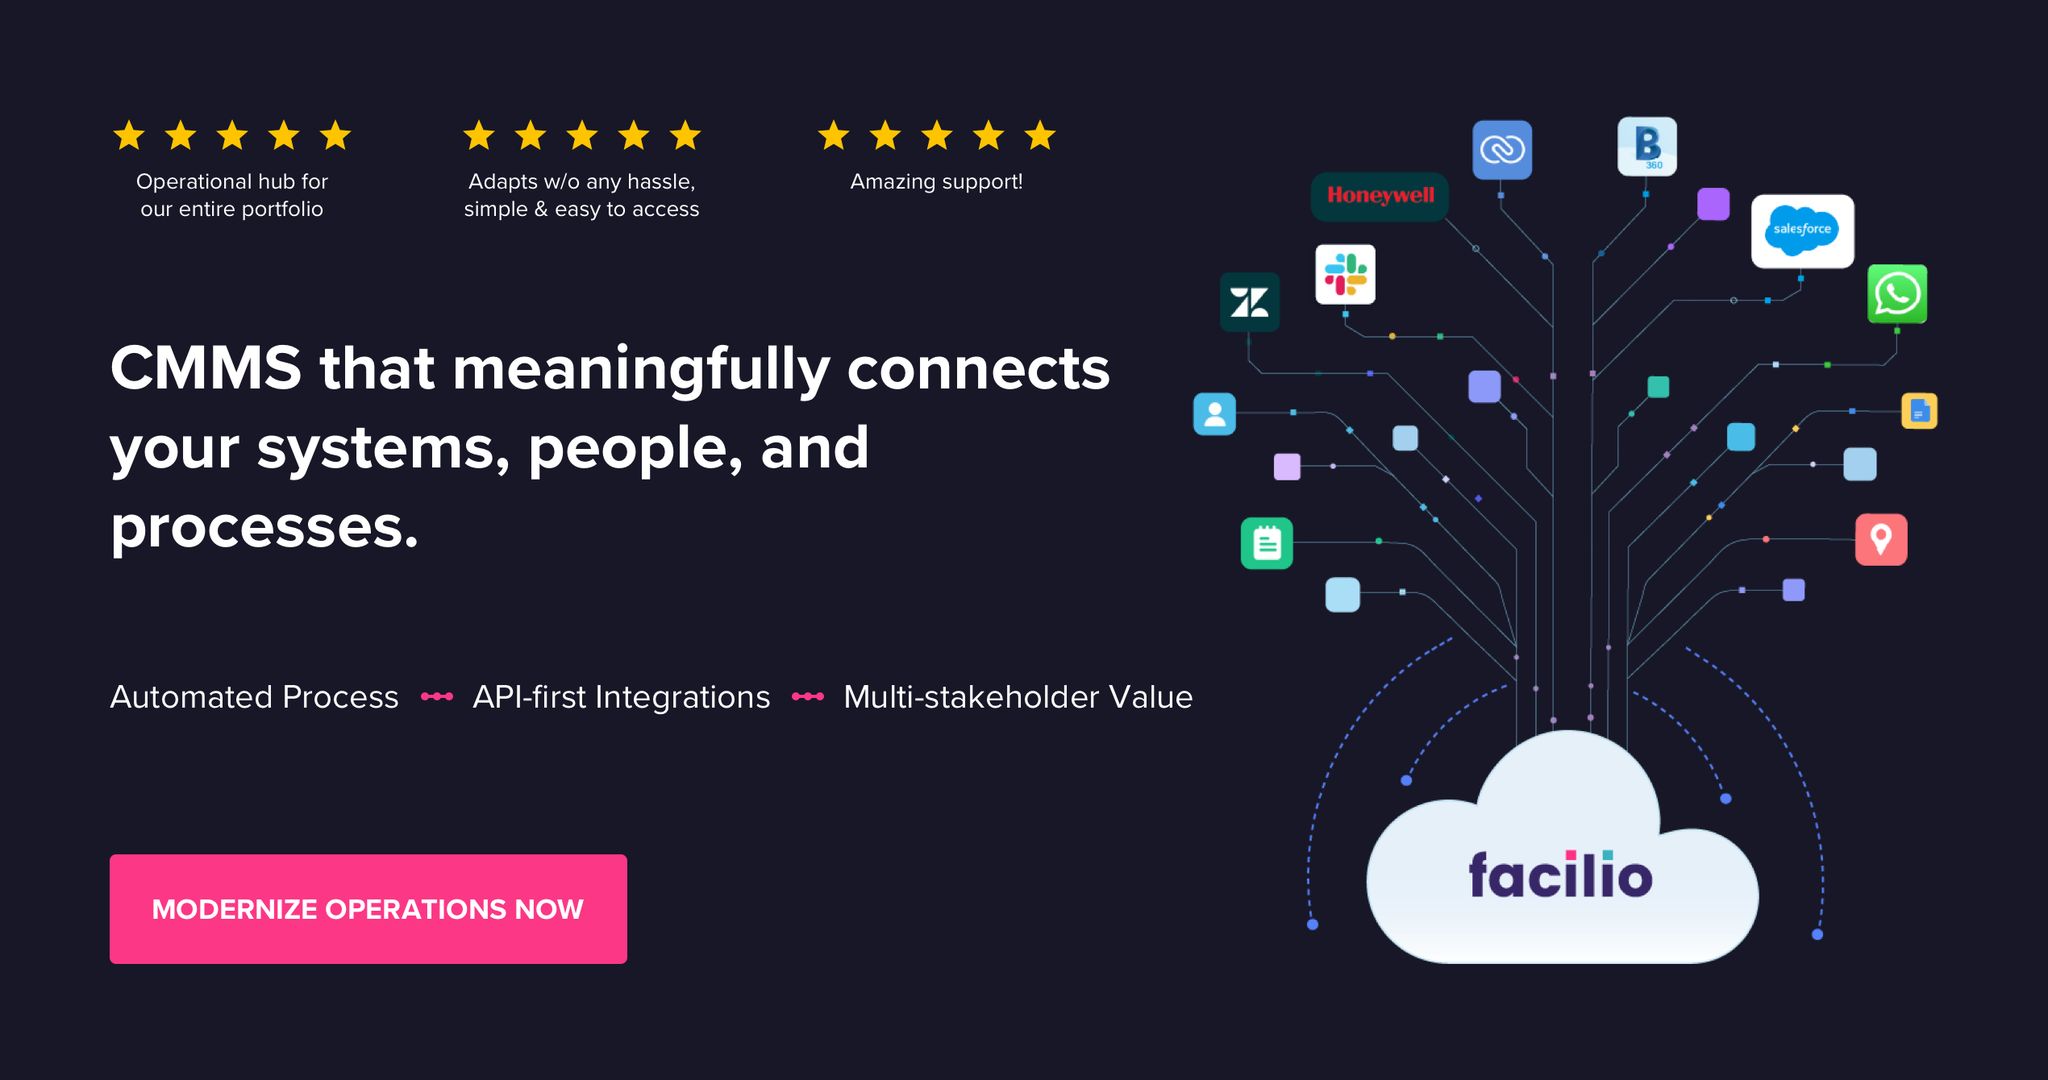 Operational hub for
our entire portfolio
Adapts w/o any hassle,
simple & easy to access
Amazing support!
CMMS that meaningfully connects
your systems, people, and
processes.
Automated Process
API-first Integrations
Multi-stakeholder Value
MODERNIZE OPERATIONS NOW
Honeywell
B
360
salesforce
facilio